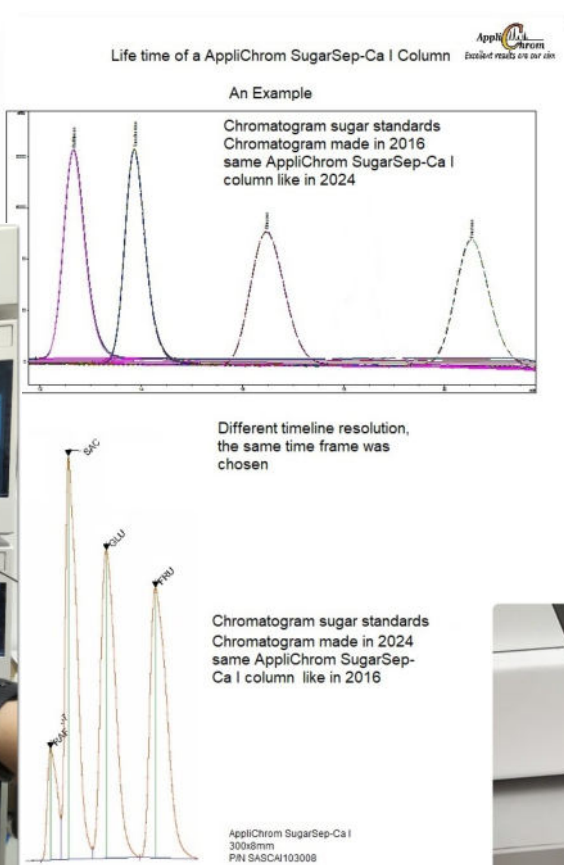 AppliChrom
Excellent results are our aim
Life time of a AppliChrom SugarSep-Ca I Column
An Example
Chromatogram sugar standards
Chromatogram made in 2016
same AppliChrom SugarSep-Ca I
column like in 2024
Different timeline resolution,
the same time frame was
chosen
SAC
GLU
FRU
RAF
Chromatogram sugar standards
Chromatogram made in 2024
same AppliChrom SugarSep-
Ca I column like in 2016
AppliChrom SugarSep-Ca I
300x8mm
P/N SASCAI103008